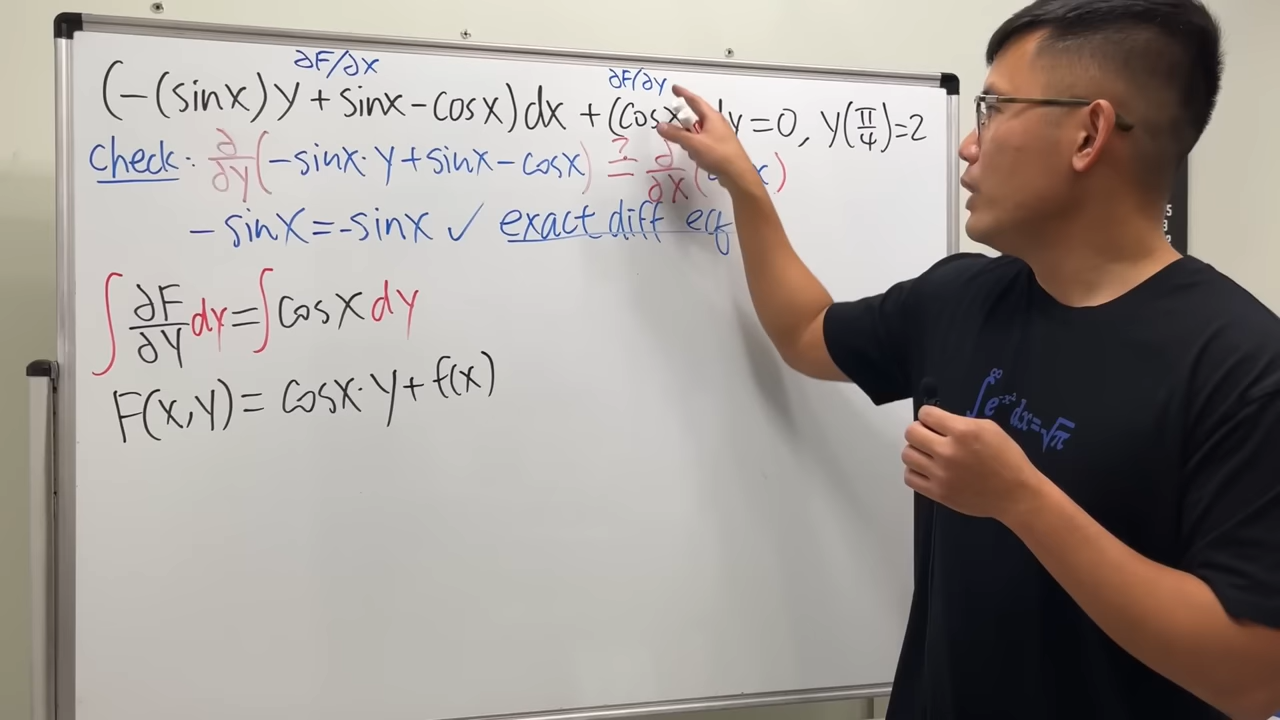 ∂F/∂x ∂F/∂y
(-(sinx)y + sinx - cosx)dx + (cosx dy = 0, y(π/4) = 2
check: ∂/∂y(-sinx·y + sinx - cosx) ?= ∂/∂x( x)
-sinx = -sinx ✓ exact diff eq
∫ ∂F/∂y dy = ∫ cosx dy
F(x,y) = cosx·y + f(x)
∫ e^-x² dx = √π